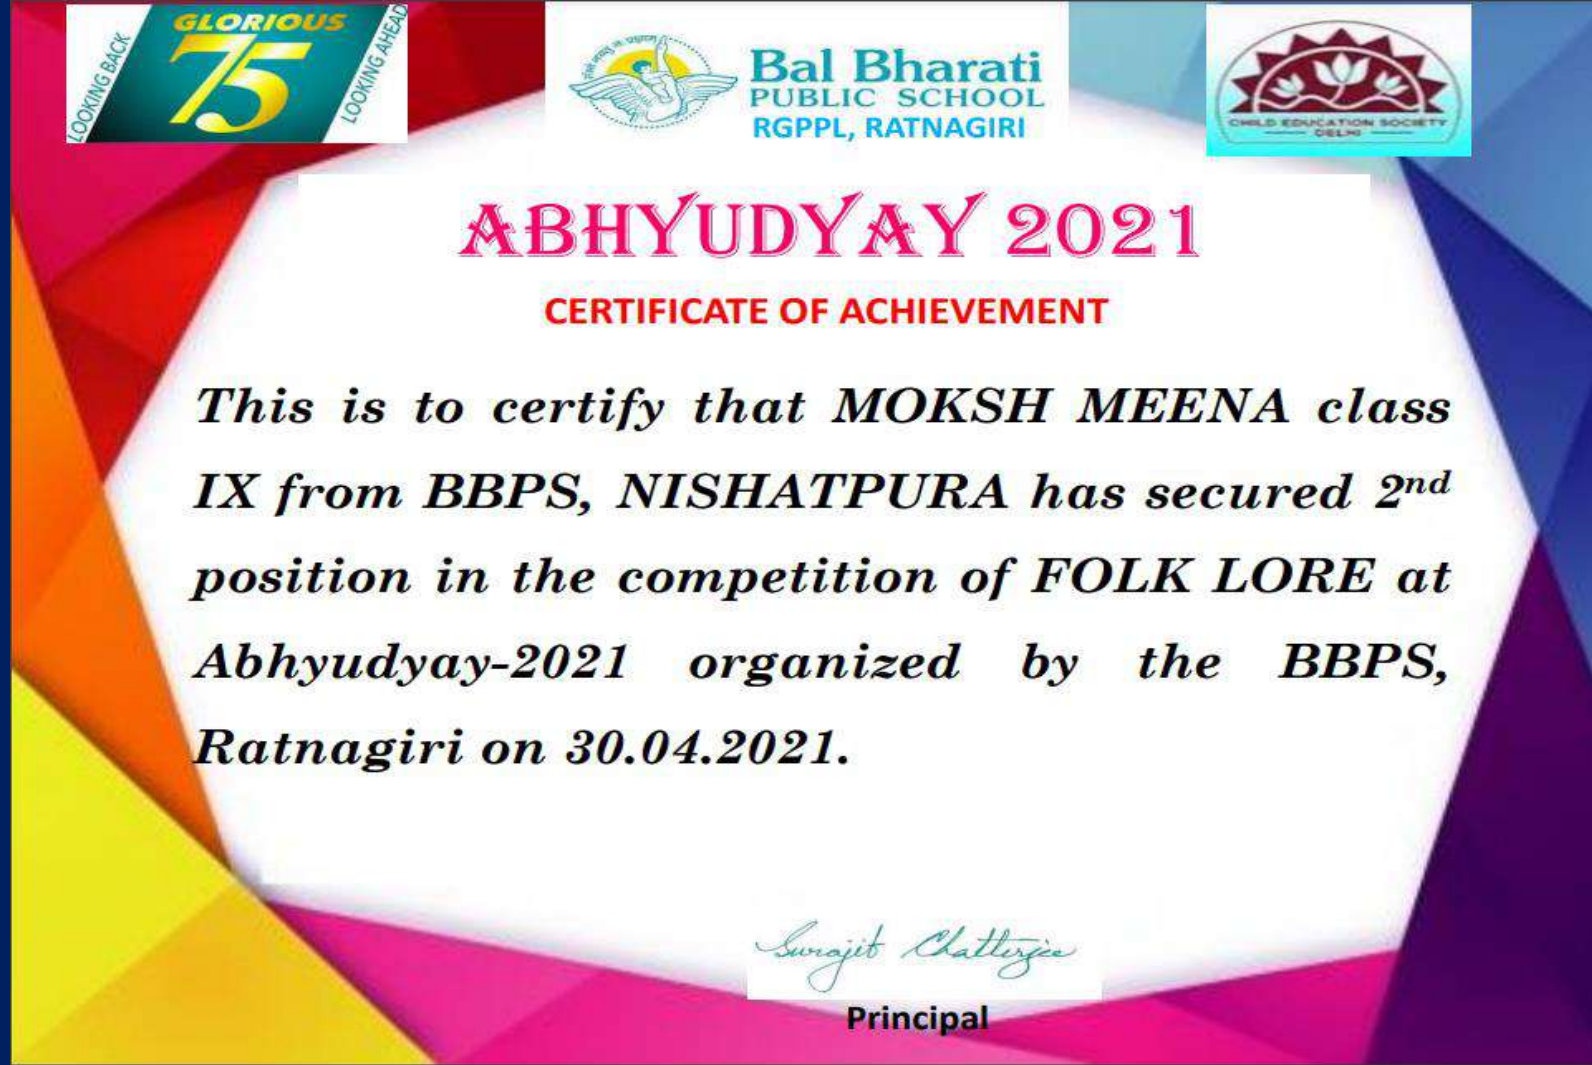 LOOKING BACK
GLORIOUS
75
LOOKING AHEAD
Bal Bharati
PUBLIC SCHOOL
RGPPL, RATNAGIRI
CHILD EDUCATION SOCIETY
DELHI
ABHYUDYAY 2021
CERTIFICATE OF ACHIEVEMENT
This is to certify that MOKSH MEENA class
IX from BBPS, NISHATPURA has secured 2nd
position in the competition of FOLK LORE at
Abhyudyay-2021 organized by the BBPS,
Ratnagiri on 30.04.2021.
Surajit Chatterjee
Principal